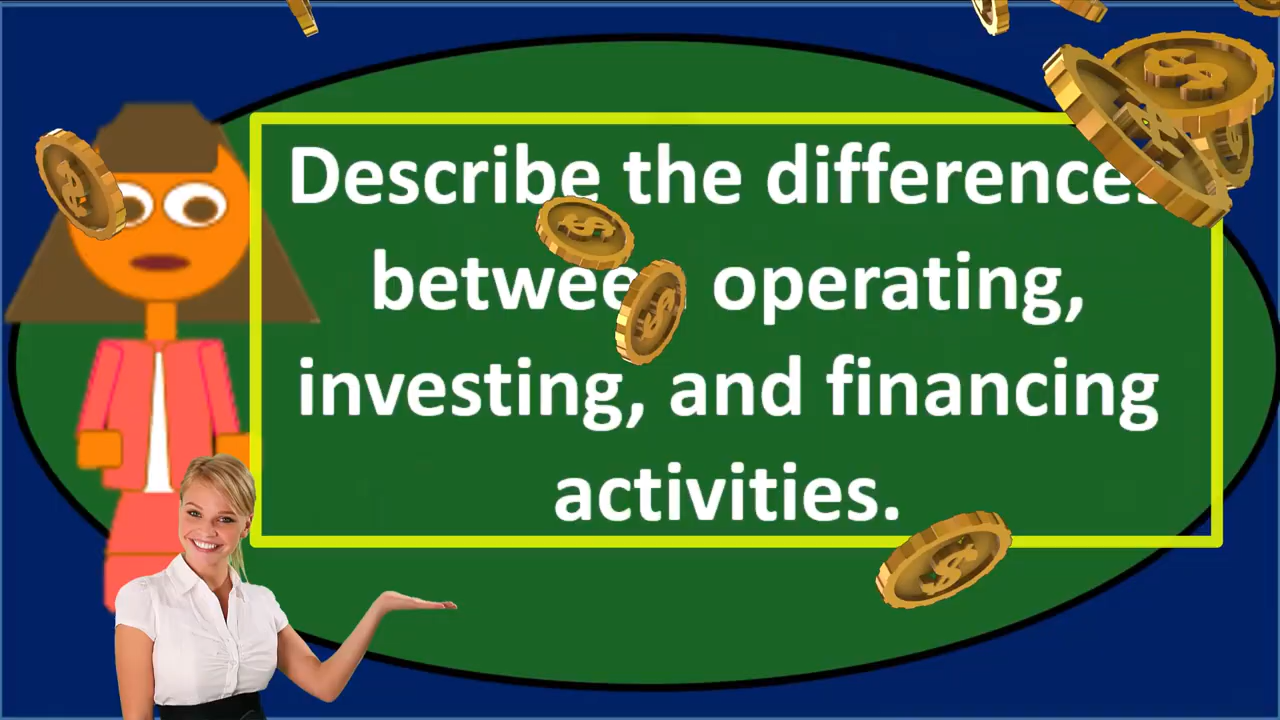 Describe the differences
between operating,
investing, and financing
activities.